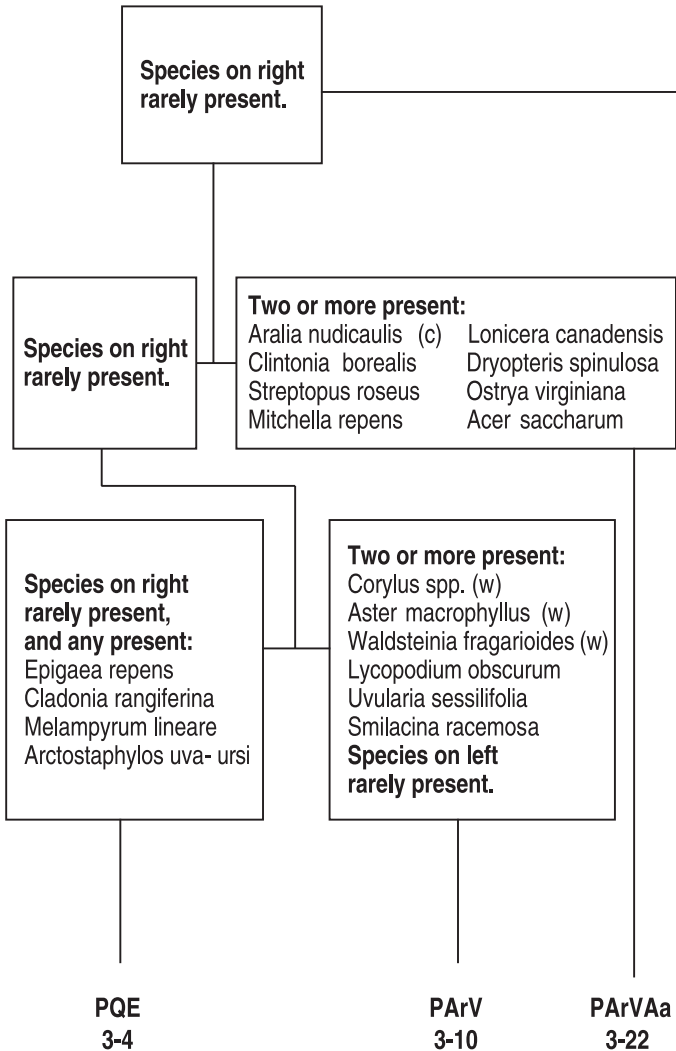 Species on right
rarely present.
Species on right
rarely present.
Two or more present:
Aralia nudicaulis (c) Lonicera canadensis
Clintonia borealis Dryopteris spinulosa
Streptopus roseus Ostrya virginiana
Mitchella repens Acer saccharum
Species on right
rarely present,
and any present:
Epigaea repens
Cladonia rangiferina
Melampyrum lineare
Arctostaphylos uva- ursi
Two or more present:
Corylus spp. (w)
Aster macrophyllus (w)
Waldsteinia fragarioides (w)
Lycopodium obscurum
Uvularia sessilifolia
Smilacina racemosa
Species on left
rarely present.
PQE
3-4
PArV
3-10
PArVAa
3-22